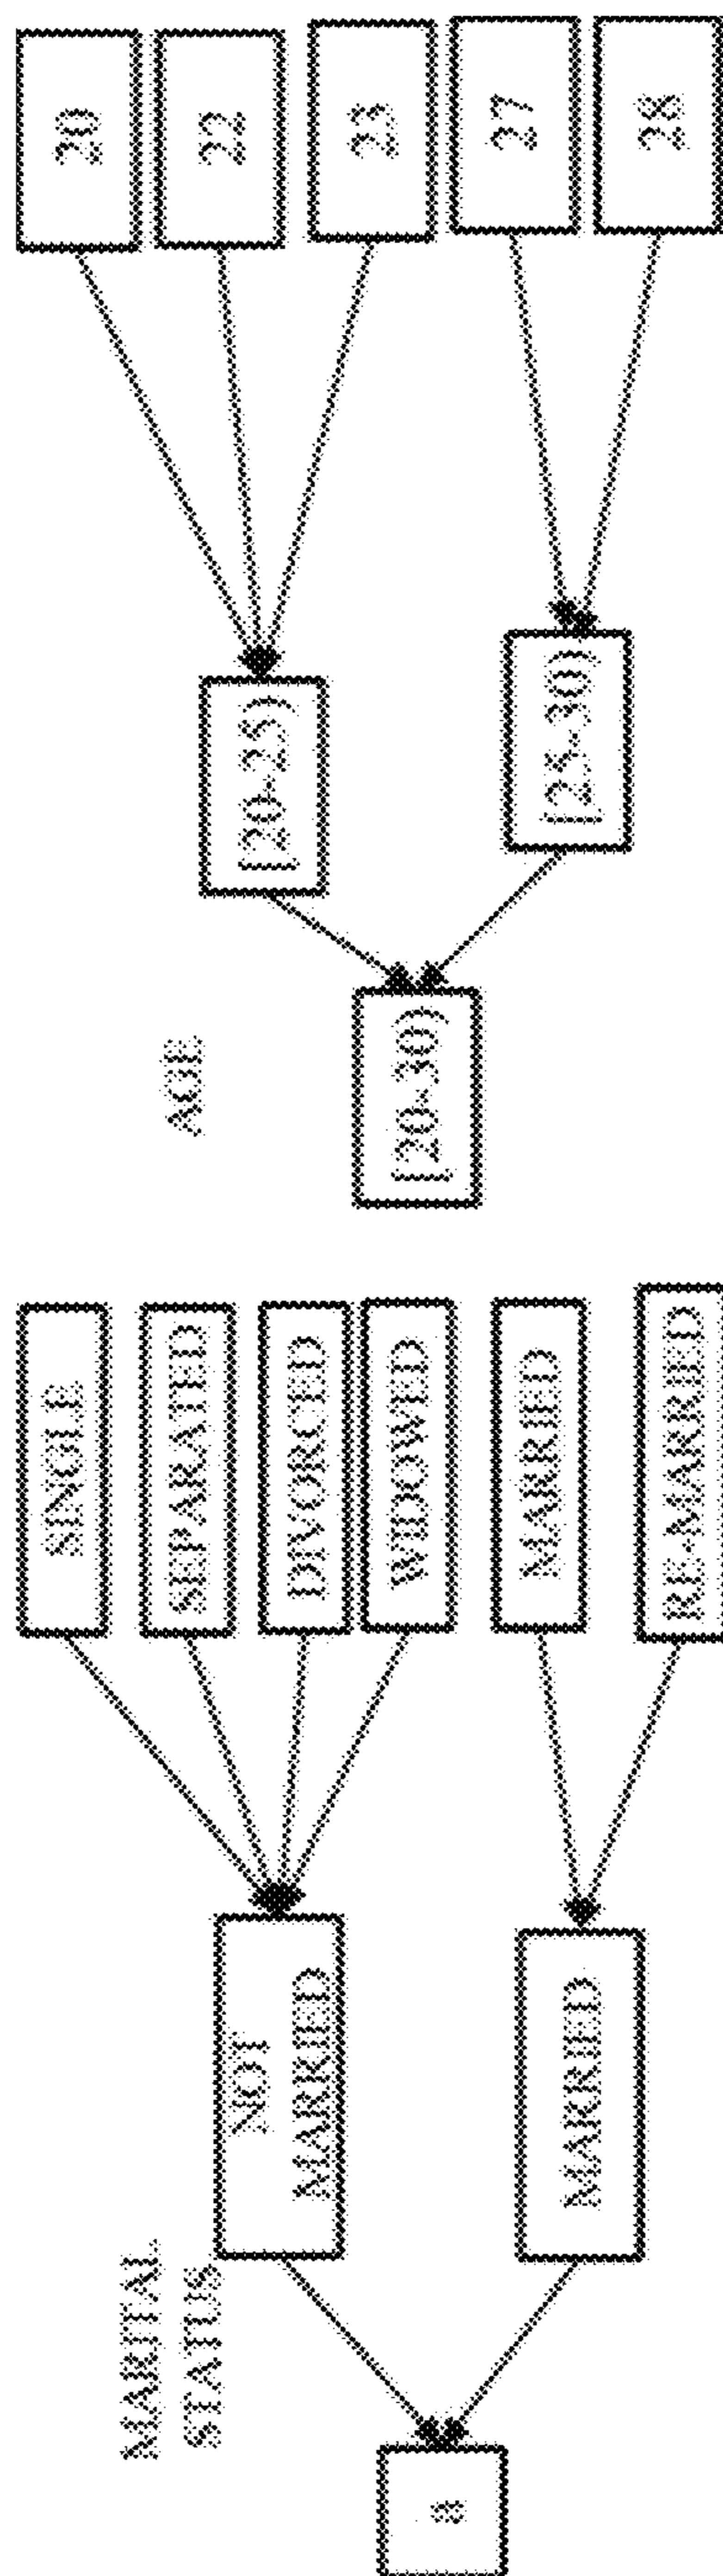 MARITAL
STATUS
8
NOT
MARRIED
MARRIED
SINGLE
SEPARATED
DIVORCED
WIDOWED
MARRIED
RE-MARRIED
AGE
[20-30)
[20-25)
[25-30)
20
22
23
27
28